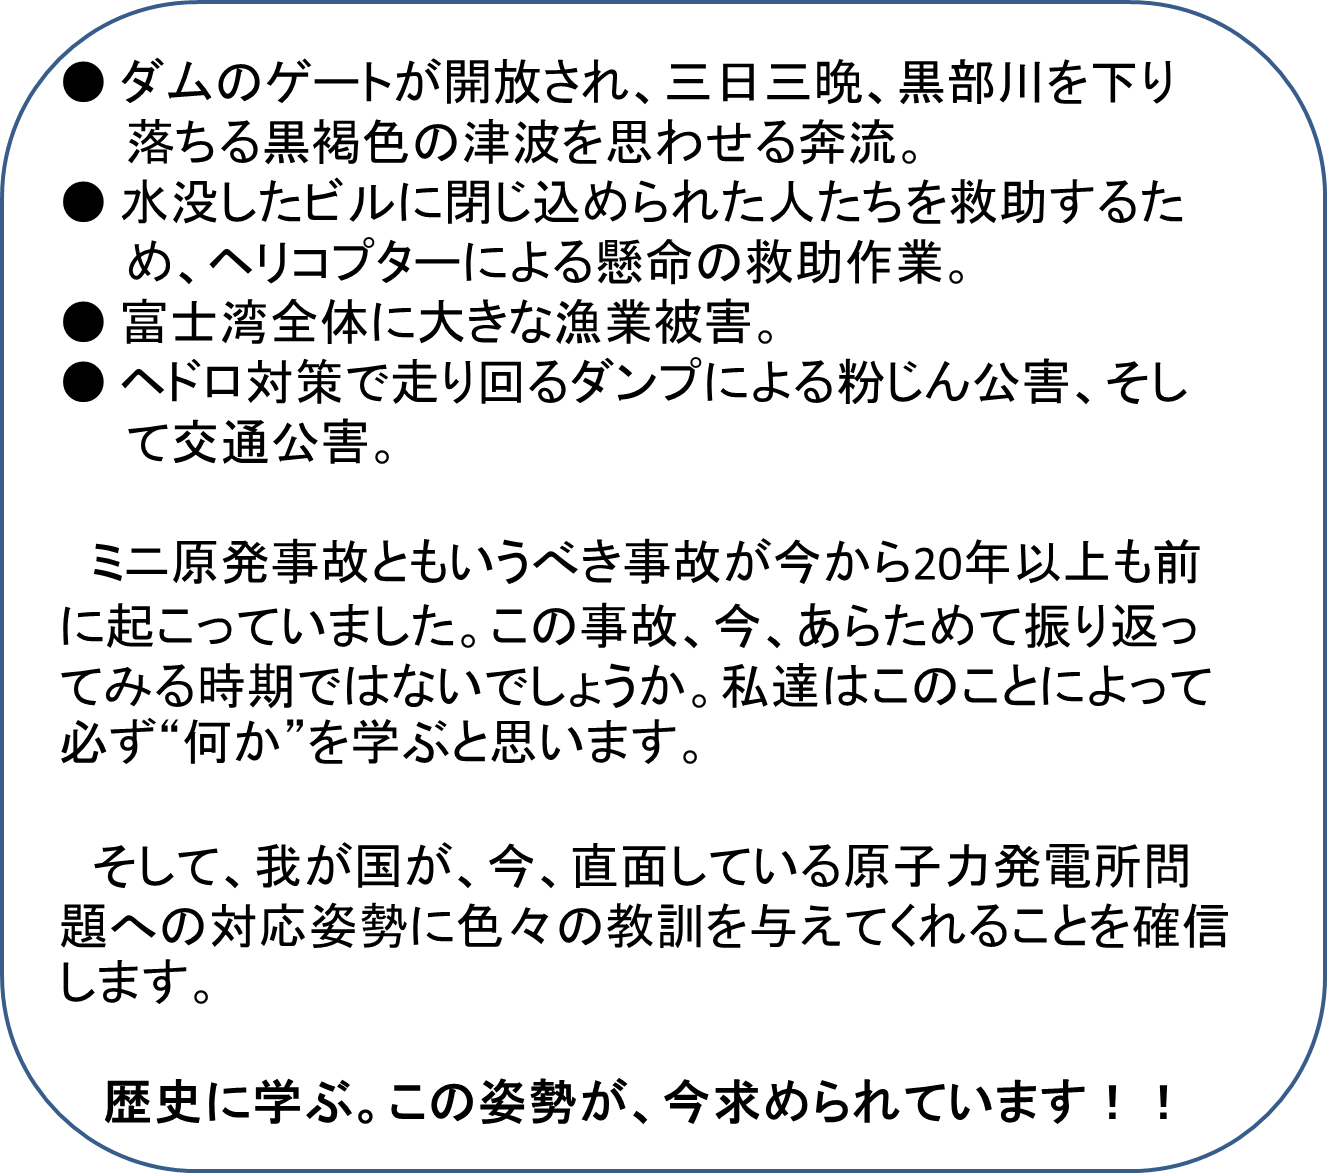 ● ダムのゲートが開放され、三日三晩、黒部川を下り
落ちる黒褐色の津波を思わせる奔流。
● 水没したビルに閉じ込められた人たちを救助するた
め、ヘリコプターによる懸命の救助作業。
● 富士湾全体に大きな漁業被害。
● ヘドロ対策で走り回るダンプによる粉じん公害、そし
て交通公害。
ミニ原発事故ともいうべき事故が今から20年以上も前
に起こっていました。この事故、今、あらためて振り返っ
てみる時期ではないでしょうか。私達はこのことによって
必ず“何か”を学ぶと思います。
そして、我が国が、今、直面している原子力発電所問
題への対応姿勢に色々の教訓を与えてくれることを確信
します。
歴史に学ぶ。この姿勢が、今求められています！！